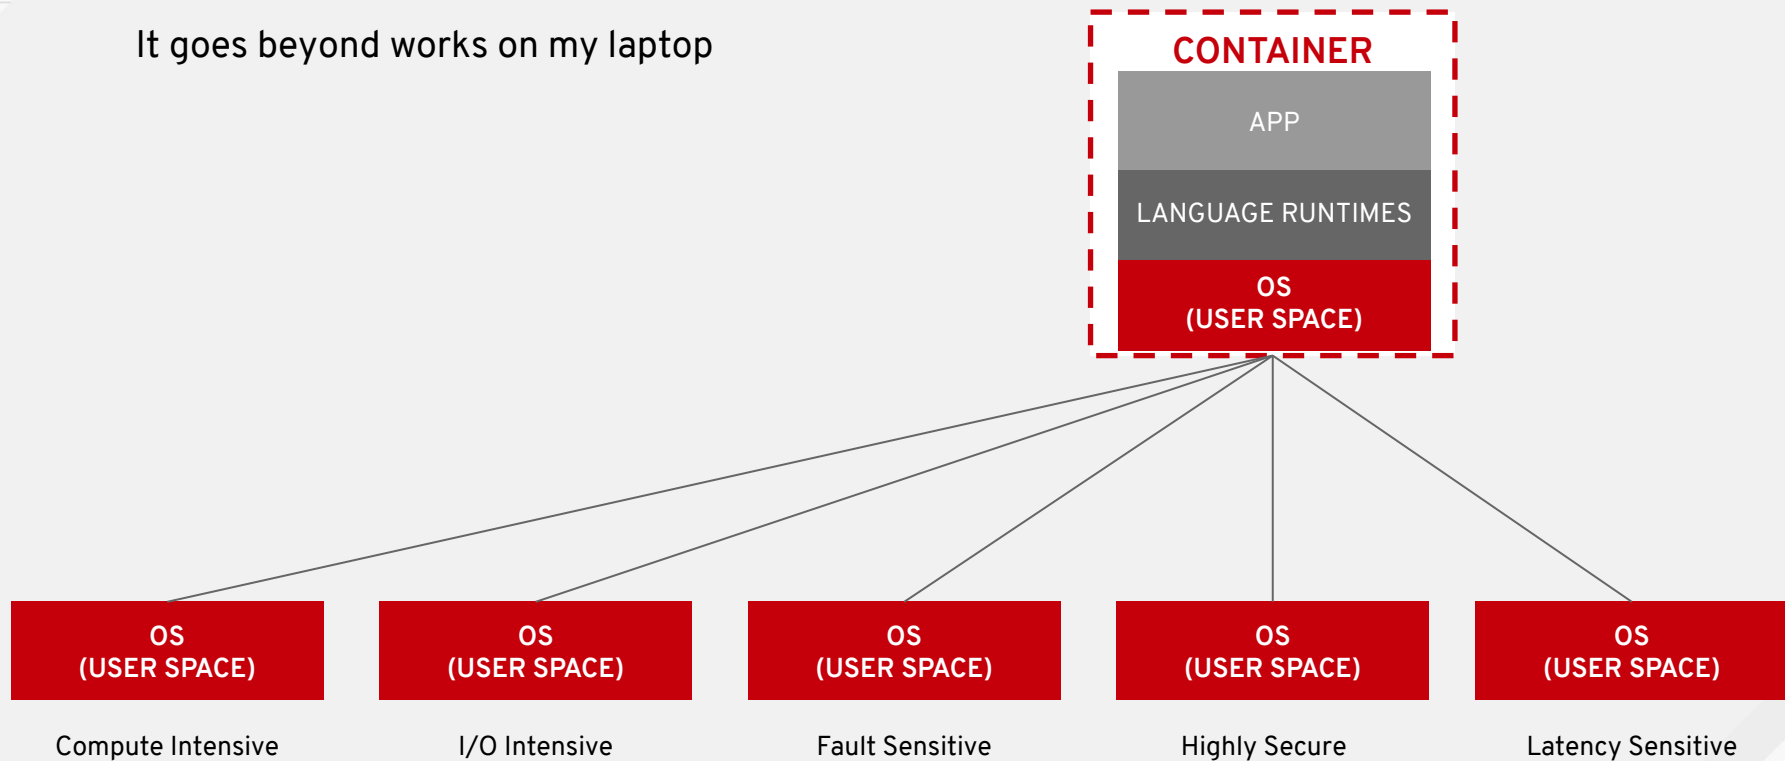 It goes beyond works on my laptop
CONTAINER
APP
LANGUAGE RUNTIMES
OS
(USER SPACE)
OS
(USER SPACE)
OS
(USER SPACE)
OS
(USER SPACE)
OS
(USER SPACE)
OS
(USER SPACE)
Compute Intensive
I/O Intensive
Fault Sensitive
Highly Secure
Latency Sensitive